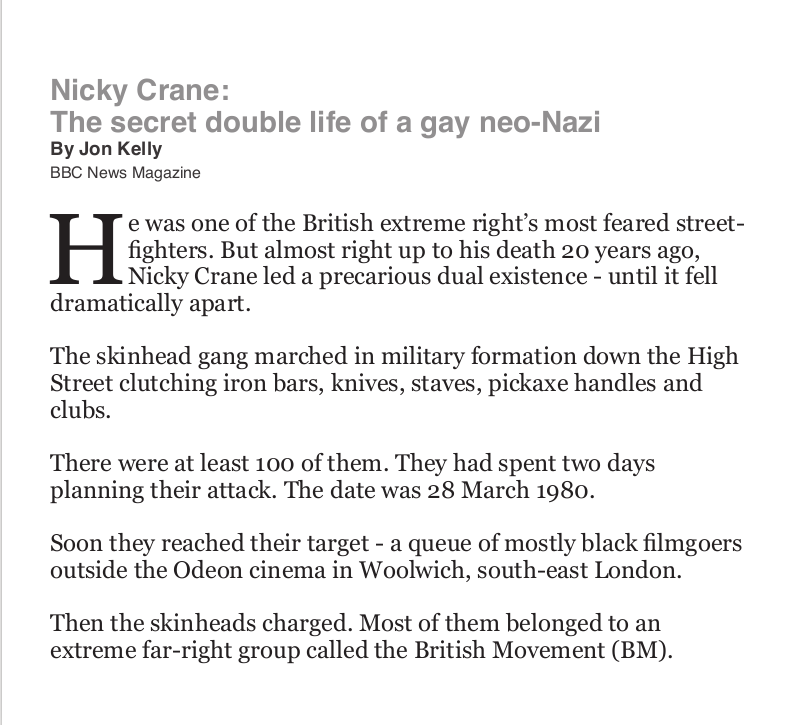 Nicky Crane:
The secret double life of a gay neo-Nazi
By Jon Kelly
BBC News Magazine
He was one of the British extreme right’s most feared street-
fighters. But almost right up to his death 20 years ago,
Nicky Crane led a precarious dual existence - until it fell
dramatically apart.
The skinhead gang marched in military formation down the High
Street clutching iron bars, knives, staves, pickaxe handles and
clubs.
There were at least 100 of them. They had spent two days
planning their attack. The date was 28 March 1980.
Soon they reached their target - a queue of mostly black filmgoers
outside the Odeon cinema in Woolwich, south-east London.
Then the skinheads charged. Most of them belonged to an
extreme far-right group called the British Movement (BM).